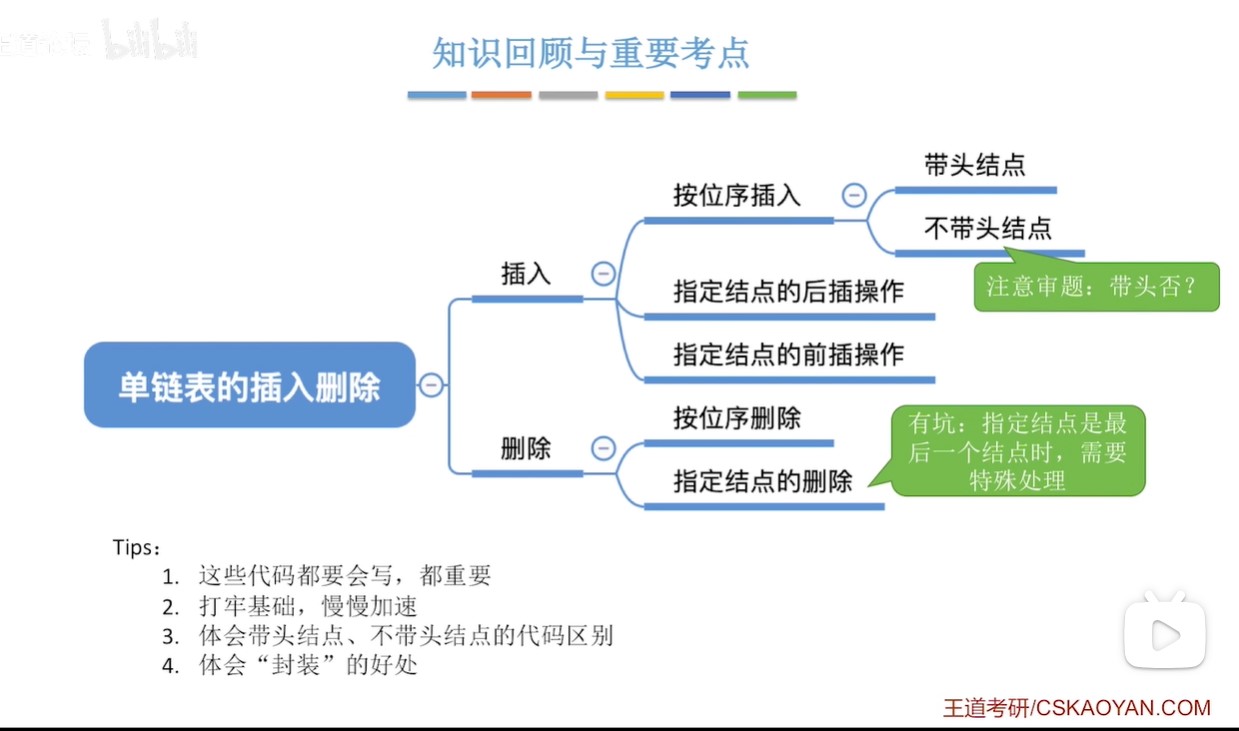 bilibili
知识回顾与重要考点
单链表的插入删除
插入
按位序插入
带头结点
不带头结点
注意审题：带头否？
指定结点的后插操作
指定结点的前插操作
删除
按位序删除
指定结点的删除
有坑：指定结点是最
后一个结点时，需要
特殊处理
Tips：
1. 这些代码都要会写，都重要
2. 打牢基础，慢慢加速
3. 体会带头结点、不带头结点的代码区别
4. 体会“封装”的好处
王道考研/CSKAOYAN.COM